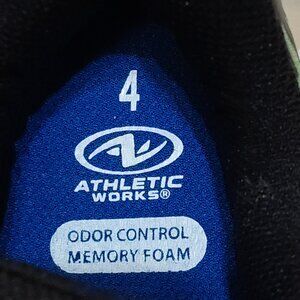 4
ATHLETIC
WORKS®
ODOR CONTROL
MEMORY FOAM